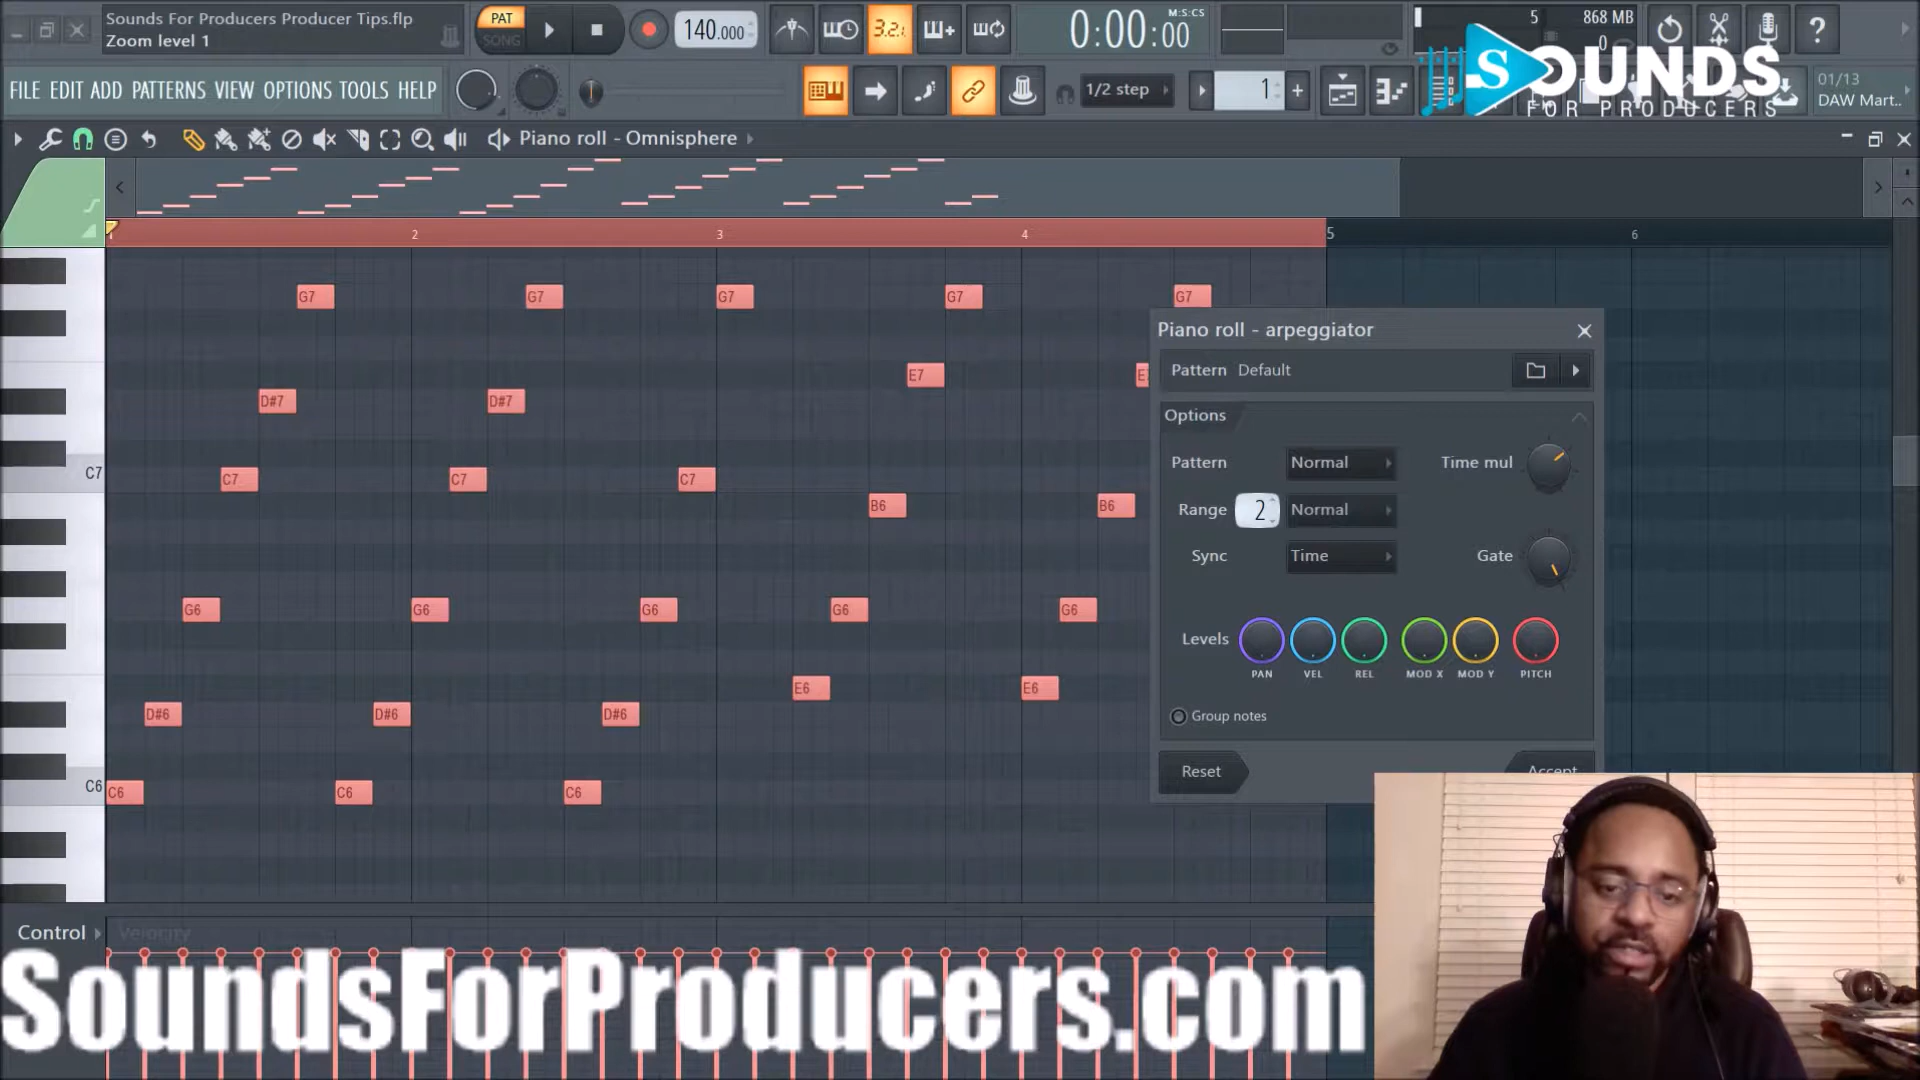 Sounds For Producers Producer Tips.flp
Zoom level 1
PAT
SONG
140.000
3.2.
M:S:CS
0:00:00
5
868 MB
0
SOUNDS
FOR PRODUCERS
FILE EDIT ADD PATTERNS VIEW OPTIONS TOOLS HELP
1/2 step
1
01/13
DAW Mart..
Piano roll - Omnisphere
1
2
3
4
5
6
G7
G7
G7
G7
G7
E7
E
D#7
D#7
C7
C7
C7
C7
B6
B6
G6
G6
G6
G6
G6
E6
E6
D#6
D#6
D#6
C6
C6
C6
C6
Piano roll - arpeggiator
Pattern Default
Options
Pattern Normal Time mul
Range 2 Normal
Sync Time Gate
Levels
PAN VEL REL MOD X MOD Y PITCH
Group notes
Reset
Accept
Control
Velocity
SoundsForProducers.com